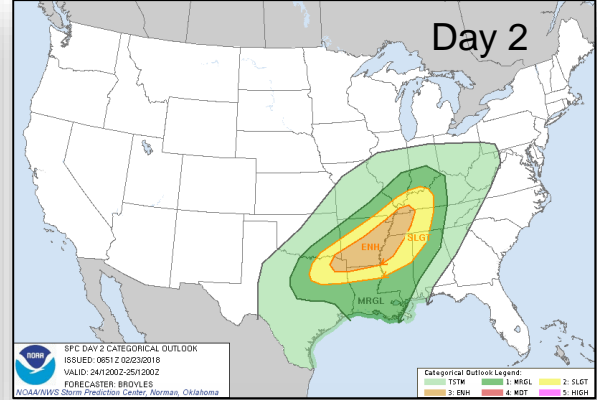 Day 2
SLGT
ENH
MRGL
SPC DAY 2 CATEGORICAL OUTLOOK
ISSUED: 0651Z 02/23/2018
VALID: 24/1200Z-25/1200Z
FORECASTER: BROYLES
NOAA/NWS Storm Prediction Center, Norman, Oklahoma
NOAA
Categorical Outlook Legend:
TSTM 1: MRGL 2: SLGT
3: ENH 4: MDT 5: HIGH